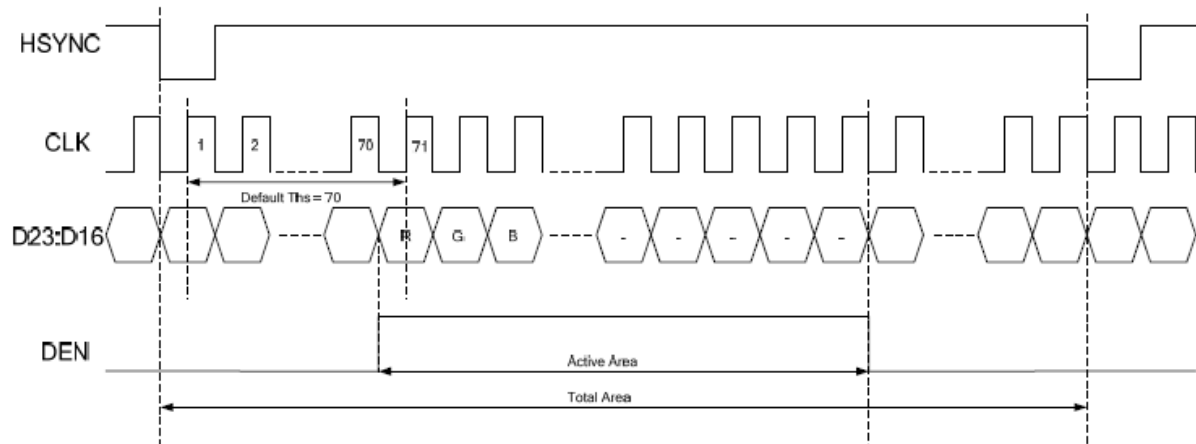 HSYNC
CLK
1
2
70
71
Default Ths = 70
D23:D16
R
G
B
-
-
-
-
-
DEN
Active Area
Total Area